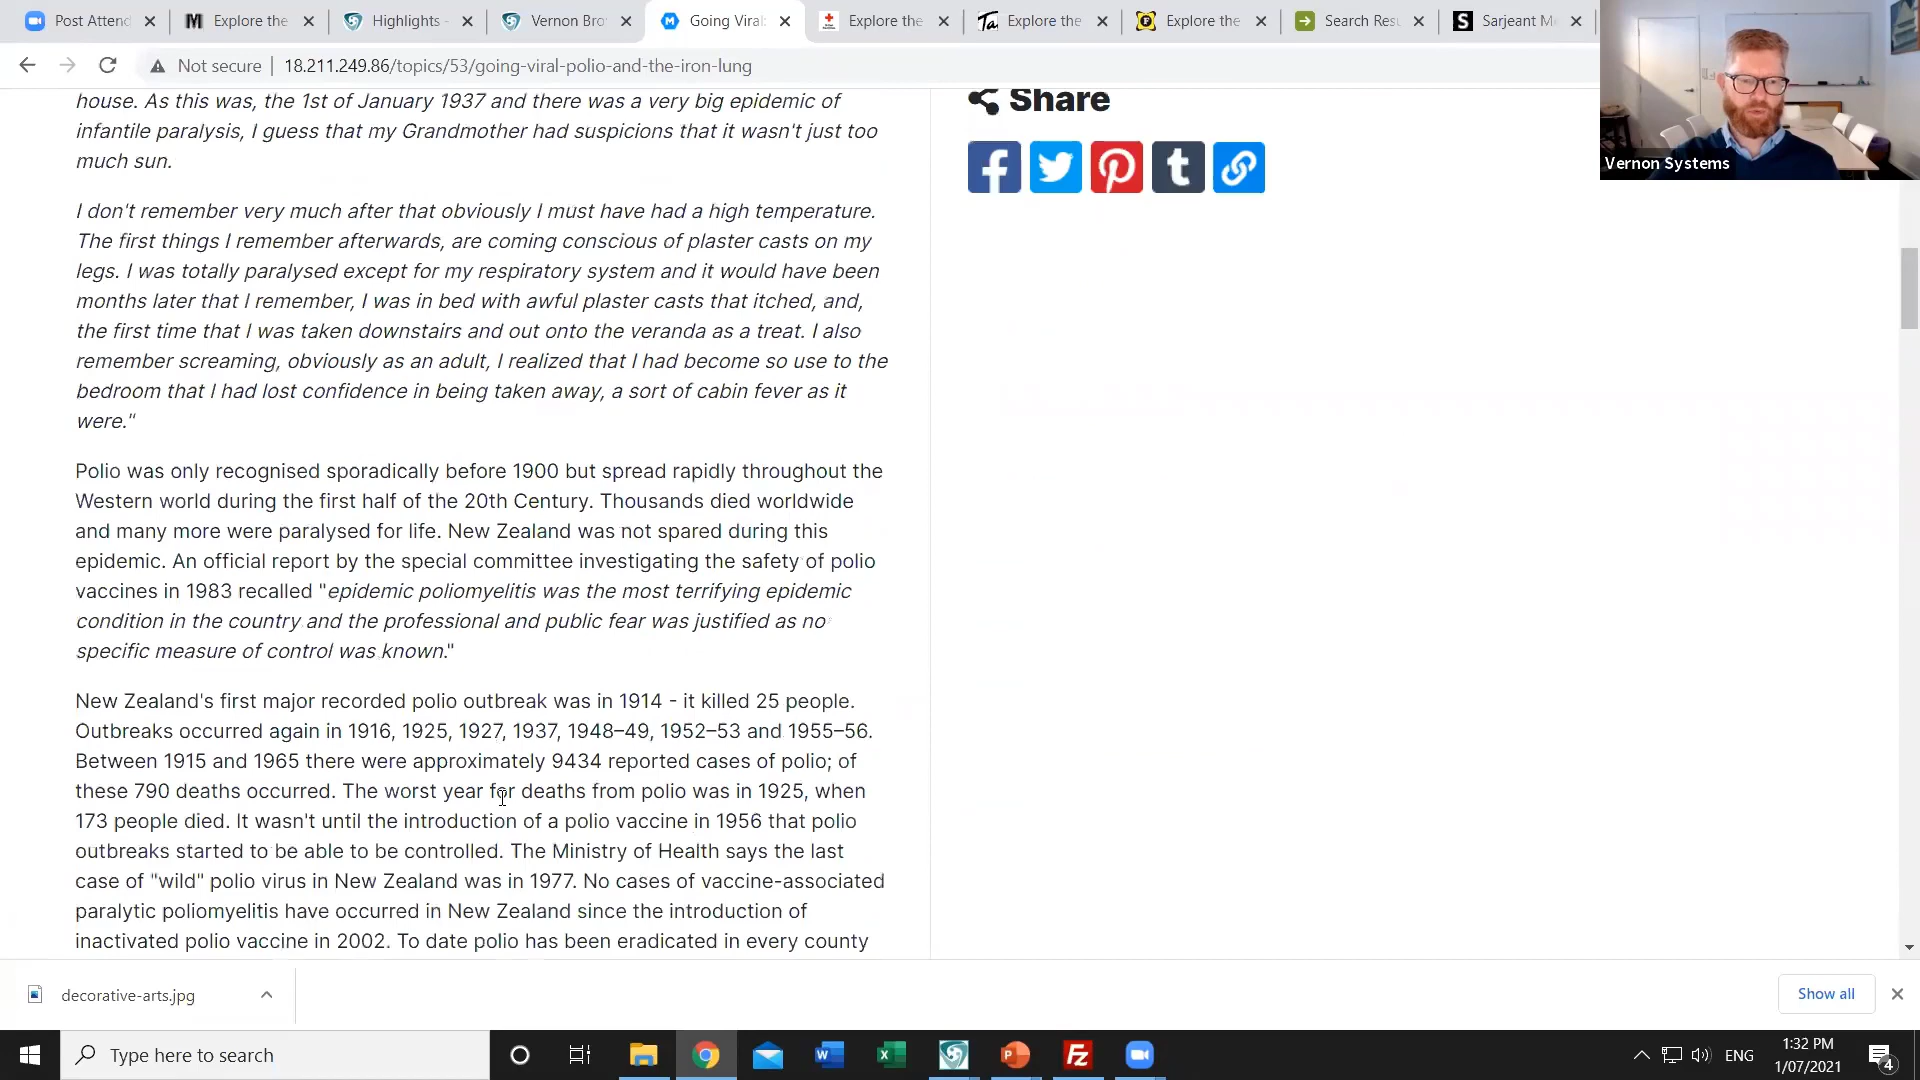 Post Attend
Explore the
Highlights -
Vernon Bro
Going Viral:
Explore the
Explore the
Explore the
Search Resu
Sarjeant Mu
Not secure
18.211.249.86/topics/53/going-viral-polio-and-the-iron-lung
Vernon Systems
house. As this was, the 1st of January 1937 and there was a very big epidemic of
infantile paralysis, I guess that my Grandmother had suspicions that it wasn't just too
much sun.
I don't remember very much after that obviously I must have had a high temperature.
The first things I remember afterwards, are coming conscious of plaster casts on my
legs. I was totally paralysed except for my respiratory system and it would have been
months later that I remember, I was in bed with awful plaster casts that itched, and,
the first time that I was taken downstairs and out onto the veranda as a treat. I also
remember screaming, obviously as an adult, I realized that I had become so use to the
bedroom that I had lost confidence in being taken away, a sort of cabin fever as it
were."
Polio was only recognised sporadically before 1900 but spread rapidly throughout the
Western world during the first half of the 20th Century. Thousands died worldwide
and many more were paralysed for life. New Zealand was not spared during this
epidemic. An official report by the special committee investigating the safety of polio
vaccines in 1983 recalled "epidemic poliomyelitis was the most terrifying epidemic
condition in the country and the professional and public fear was justified as no
specific measure of control was known."
New Zealand's first major recorded polio outbreak was in 1914 - it killed 25 people.
Outbreaks occurred again in 1916, 1925, 1927, 1937, 1948–49, 1952–53 and 1955–56.
Between 1915 and 1965 there were approximately 9434 reported cases of polio; of
these 790 deaths occurred. The worst year for deaths from polio was in 1925, when
173 people died. It wasn't until the introduction of a polio vaccine in 1956 that polio
outbreaks started to be able to be controlled. The Ministry of Health says the last
case of "wild" polio virus in New Zealand was in 1977. No cases of vaccine-associated
paralytic poliomyelitis have occurred in New Zealand since the introduction of
inactivated polio vaccine in 2002. To date polio has been eradicated in every county
Share
decorative-arts.jpg
Show all
Type here to search
ENG
1:32 PM
1/07/2021
4